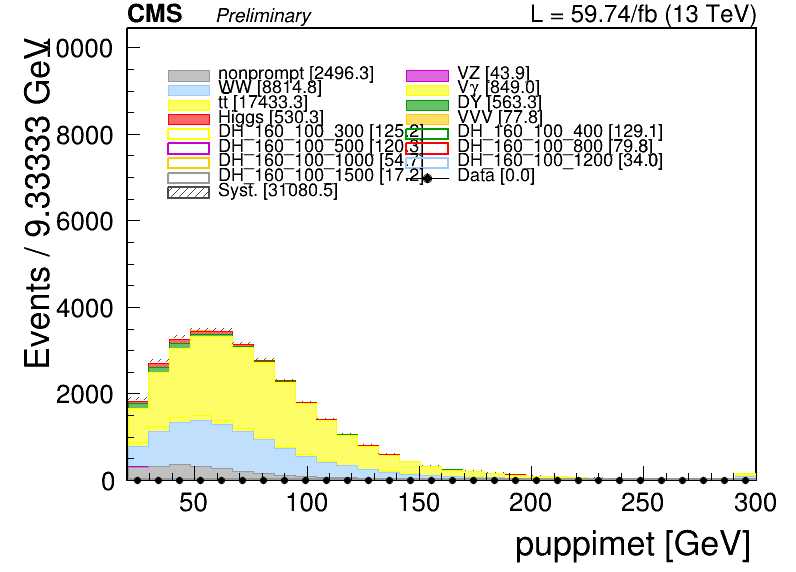 CMS Preliminary L = 59.74/fb (13 TeV)
Events / 9.33333 GeV
10000
8000
6000
4000
2000
0
nonprompt [2496.3] VZ [43.9]
WW [8814.8] Vγ [849.0]
tt̄ [17433.3] DY [563.3]
Higgs [530.3] VVV [77.8]
DH_160_100_300 [125.2] DH_160_100_400 [129.1]
DH_160_100_500 [120.3] DH_160_100_800 [79.8]
DH_160_100_1000 [54.7] DH_160_100_1200 [34.0]
DH_160_100_1500 [17.2] Data [0.0]
Syst. [31080.5]
50 100 150 200 250 300
puppimet [GeV]